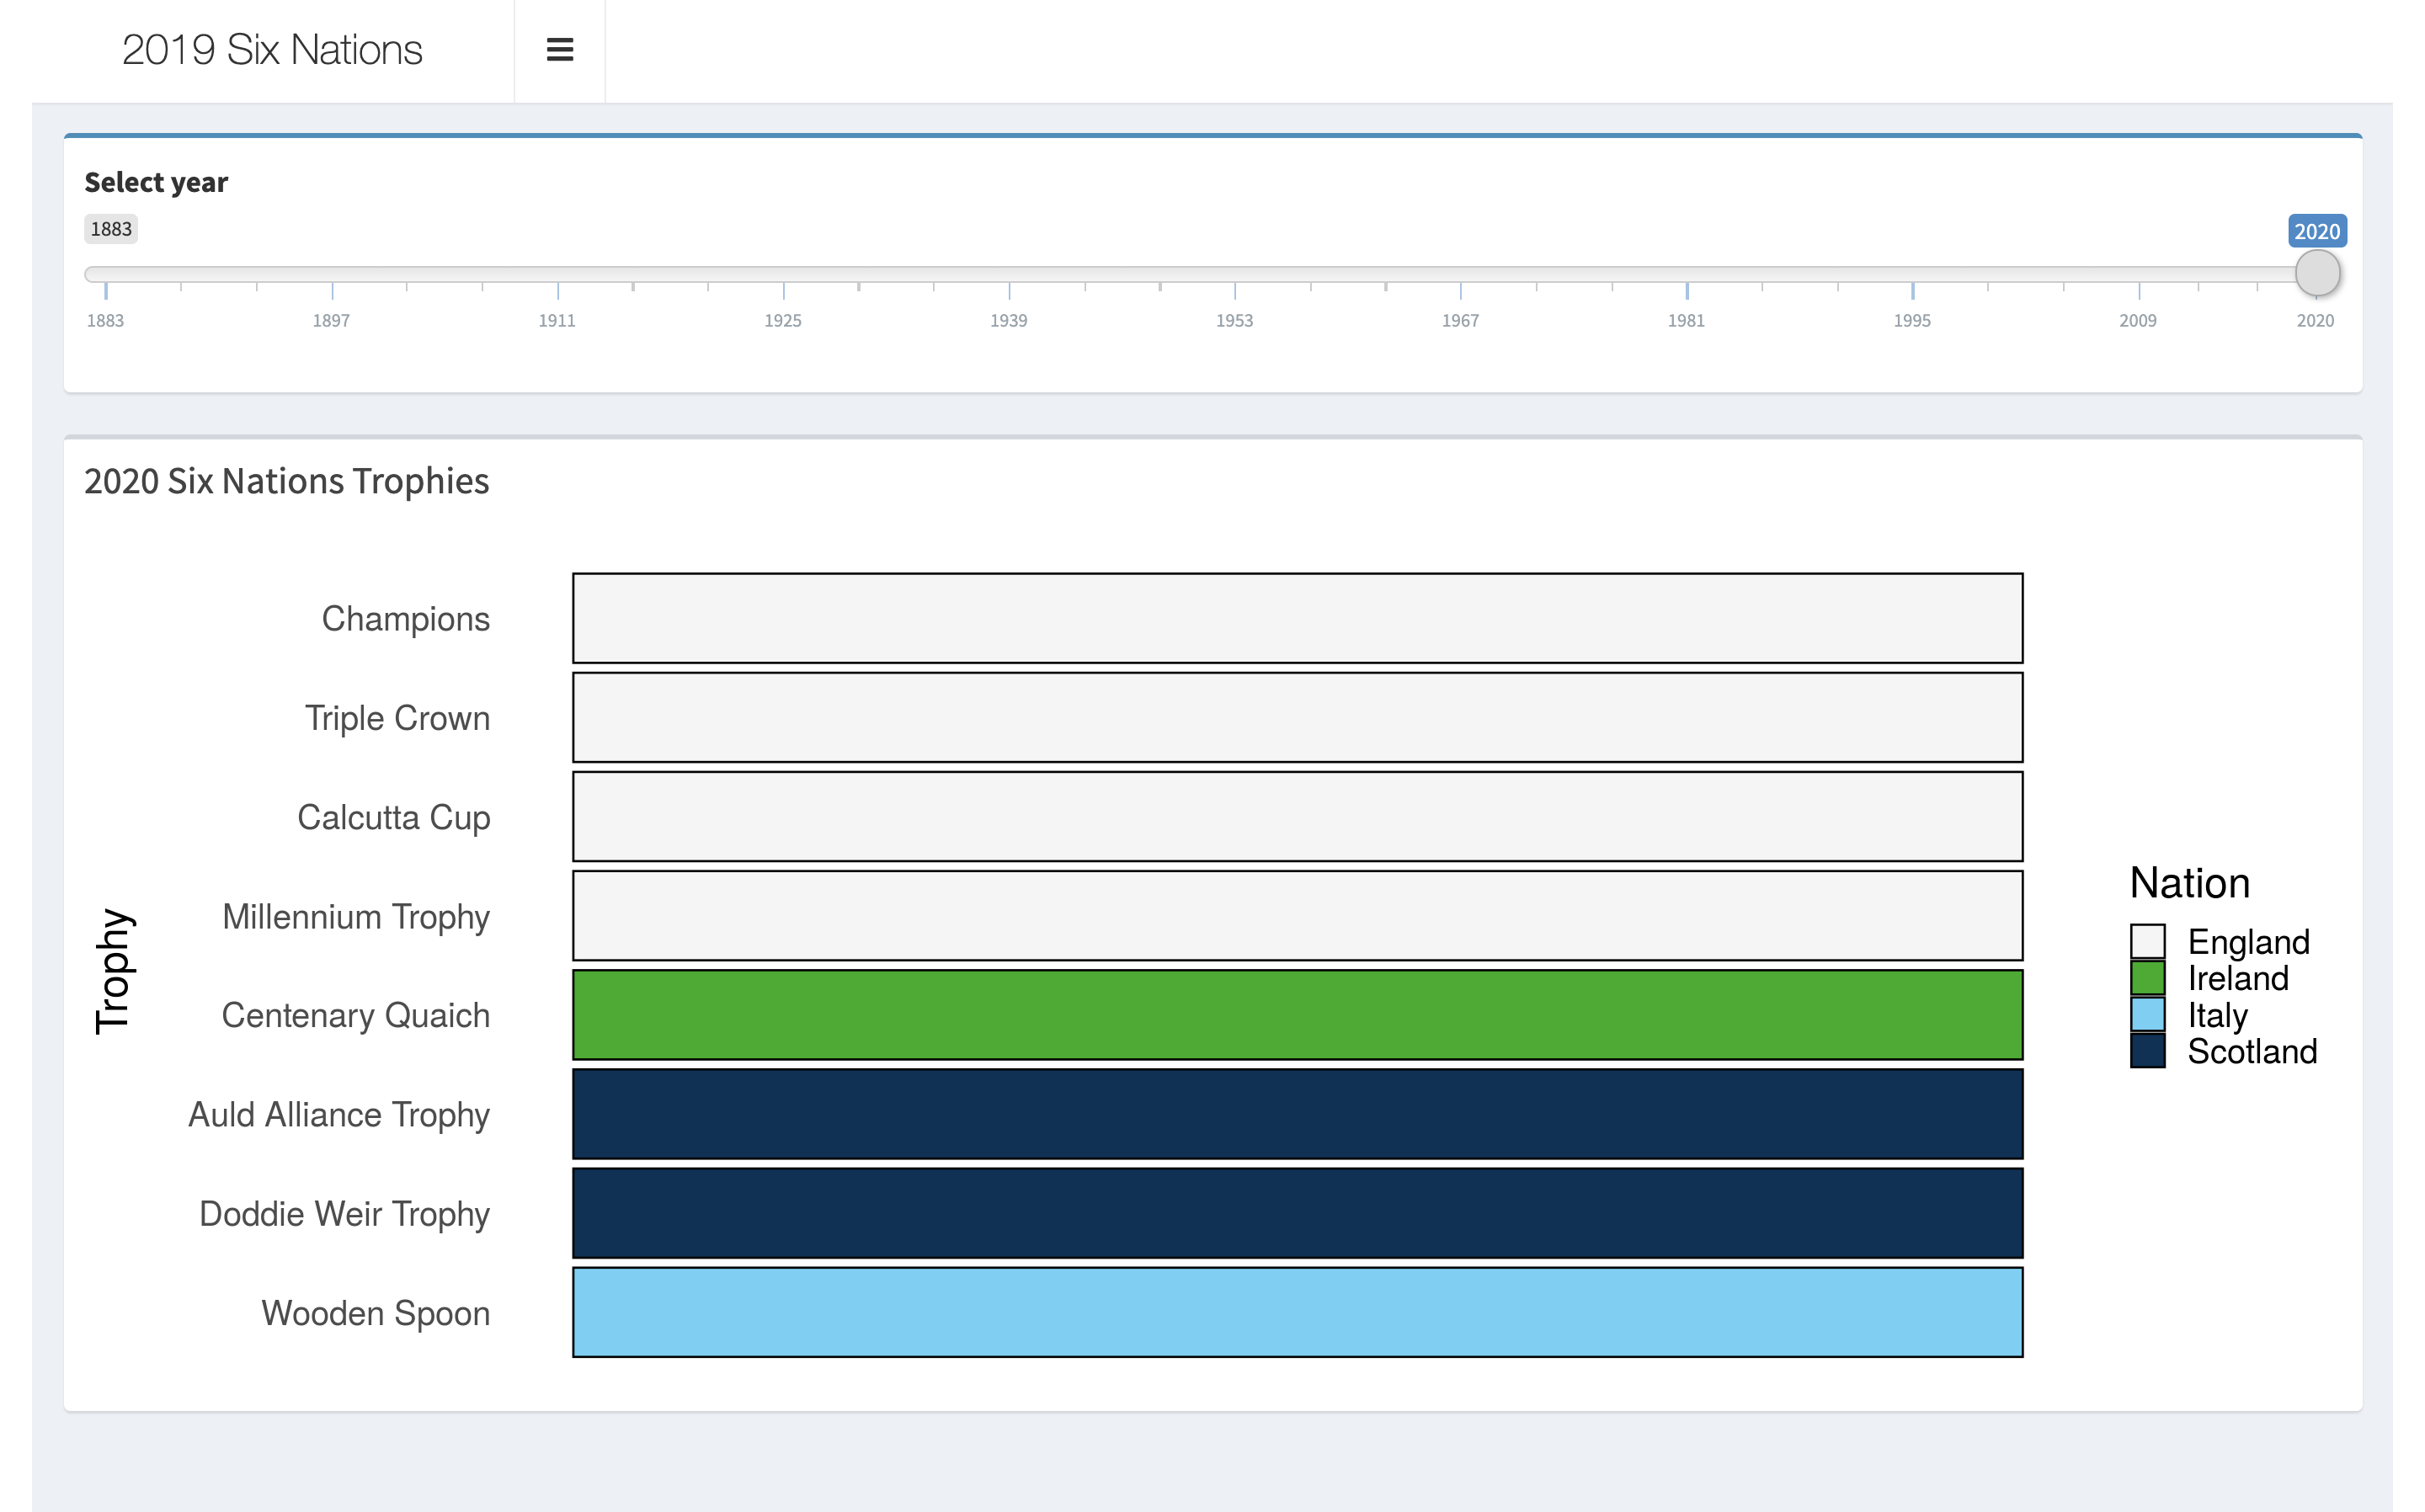 2019 Six Nations
Select year
1883
2020
1883 1897 1911 1925 1939 1953 1967 1981 1995 2009 2020
2020 Six Nations Trophies
Trophy
Champions
Triple Crown
Calcutta Cup
Millennium Trophy
Centenary Quaich
Auld Alliance Trophy
Doddie Weir Trophy
Wooden Spoon
Nation
England
Ireland
Italy
Scotland